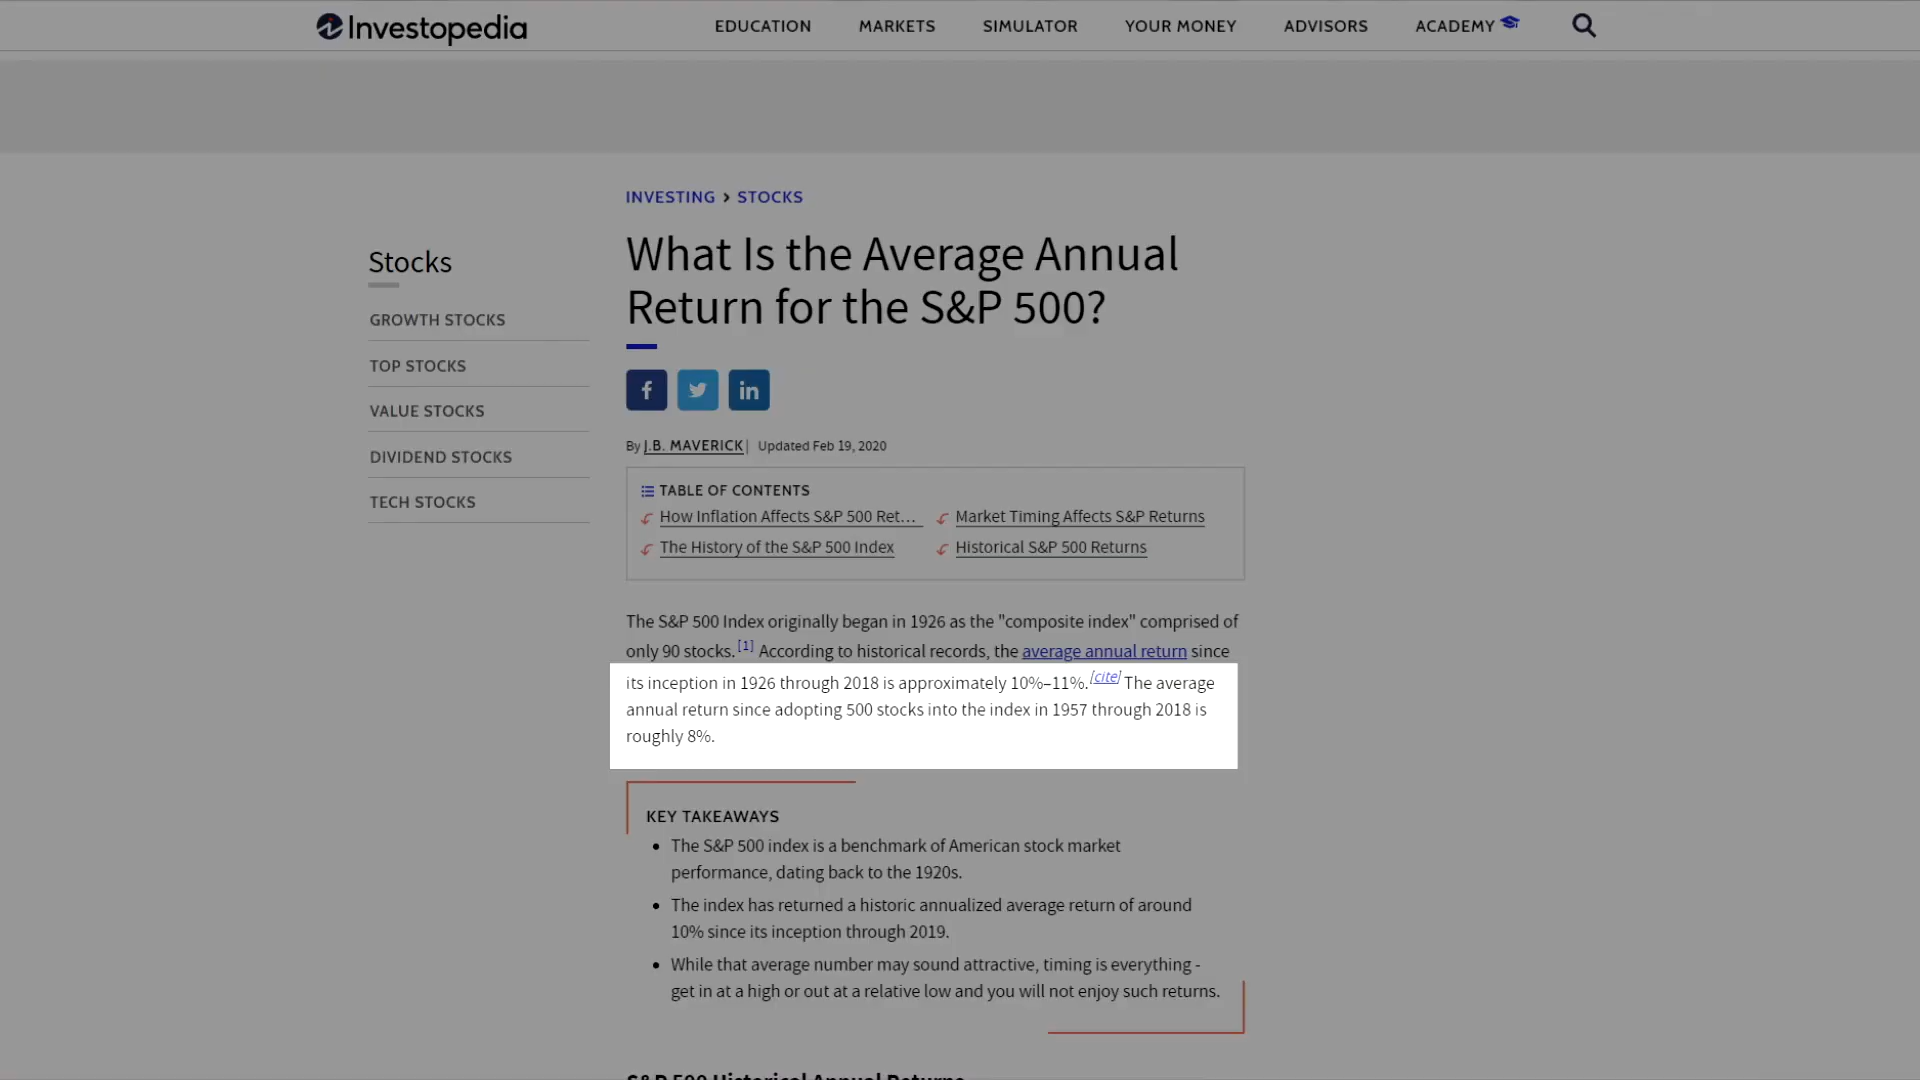 Investopedia
EDUCATION MARKETS SIMULATOR YOUR MONEY ADVISORS ACADEMY
INVESTING › STOCKS
What Is the Average Annual
Return for the S&P 500?
Stocks
GROWTH STOCKS
TOP STOCKS
VALUE STOCKS
DIVIDEND STOCKS
TECH STOCKS
By J.B. MAVERICK | Updated Feb 19, 2020
TABLE OF CONTENTS
How Inflation Affects S&P 500 Ret... Market Timing Affects S&P Returns
The History of the S&P 500 Index Historical S&P 500 Returns
The S&P 500 Index originally began in 1926 as the "composite index" comprised of
only 90 stocks.[1] According to historical records, the average annual return since
its inception in 1926 through 2018 is approximately 10%–11%.[cite] The average
annual return since adopting 500 stocks into the index in 1957 through 2018 is
roughly 8%.
KEY TAKEAWAYS
• The S&P 500 index is a benchmark of American stock market
performance, dating back to the 1920s.
• The index has returned a historic annualized average return of around
10% since its inception through 2019.
• While that average number may sound attractive, timing is everything -
get in at a high or out at a relative low and you will not enjoy such returns.
S&P 500 Historical Annual Returns